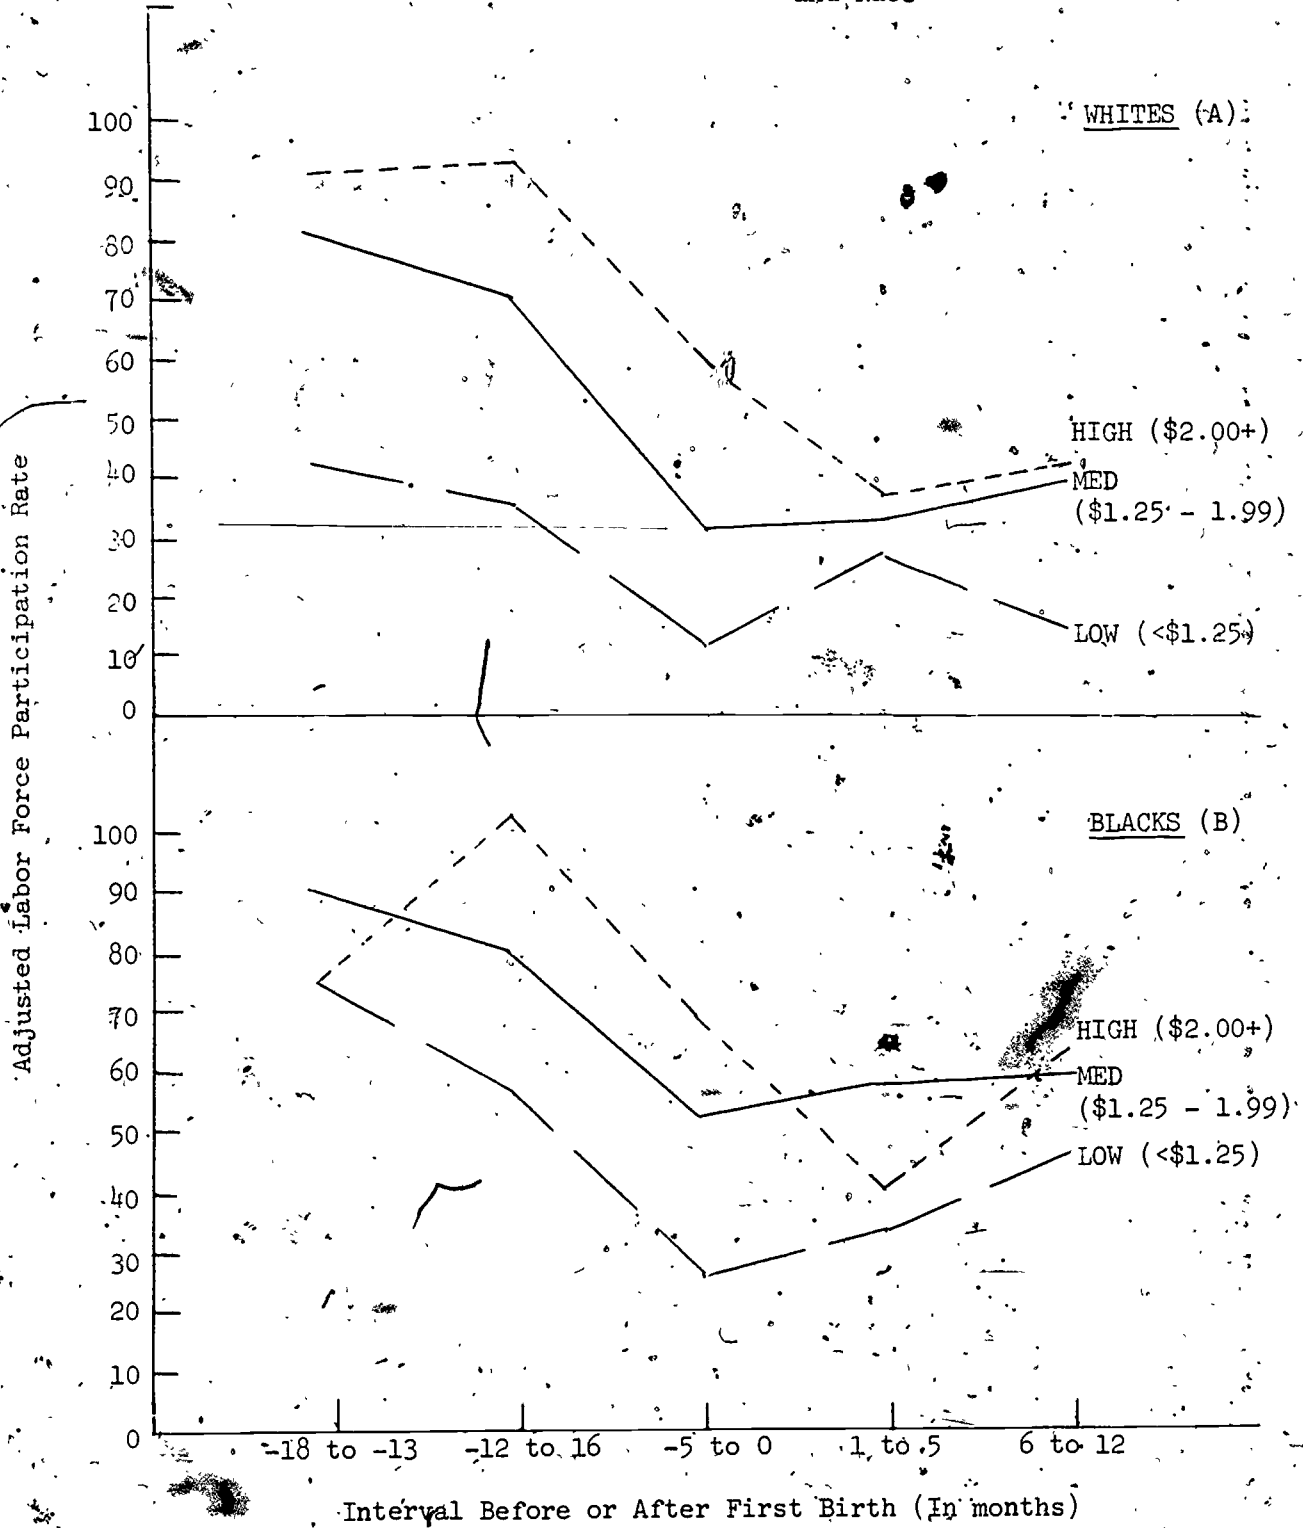 WHITES (A)
100
90
80
70
60
50
40
30
20
10
0
HIGH ($2.00+)
MED
($1.25 - 1.99)
LOW (<$1.25)
Adjusted Labor Force Participation Rate
BLACKS (B)
100
90
80
70
60
50
40
30
20
10
0
HIGH ($2.00+)
MED
($1.25 - 1.99)
LOW (<$1.25)
-18 to -13 -12 to 16 -5 to 0 1 to 5 6 to 12
Interval Before or After First Birth (In months)